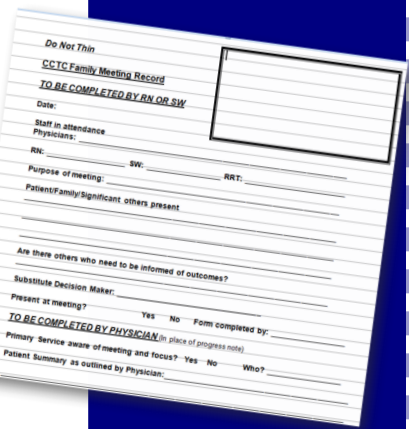 Do Not Thin
CCTC Family Meeting Record
TO BE COMPLETED BY RN OR SW
Date:
Staff in attendance
Physicians:
RN: SW: RRT:
Purpose of meeting:
Patient/Family/Significant others present
Are there others who need to be informed of outcomes?
Substitute Decision Maker:
Present at meeting? Yes No Form completed by:
TO BE COMPLETED BY PHYSICIAN (in place of progress note)
Primary Service aware of meeting and focus? Yes No Who?
Patient Summary as outlined by Physician: